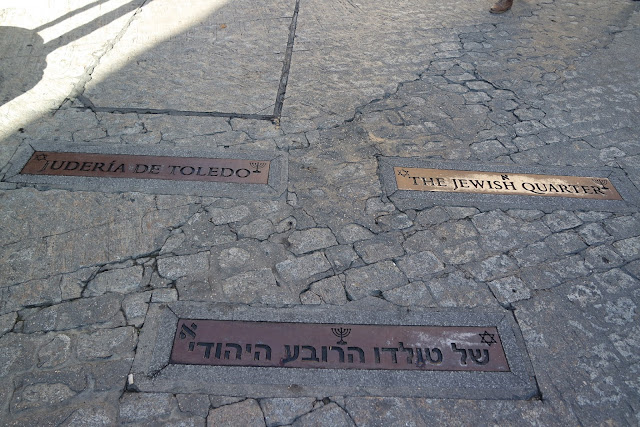 JUDERÍA DE TOLEDO
א
THE JEWISH QUARTER
א
של טולדו הרובע היהודי